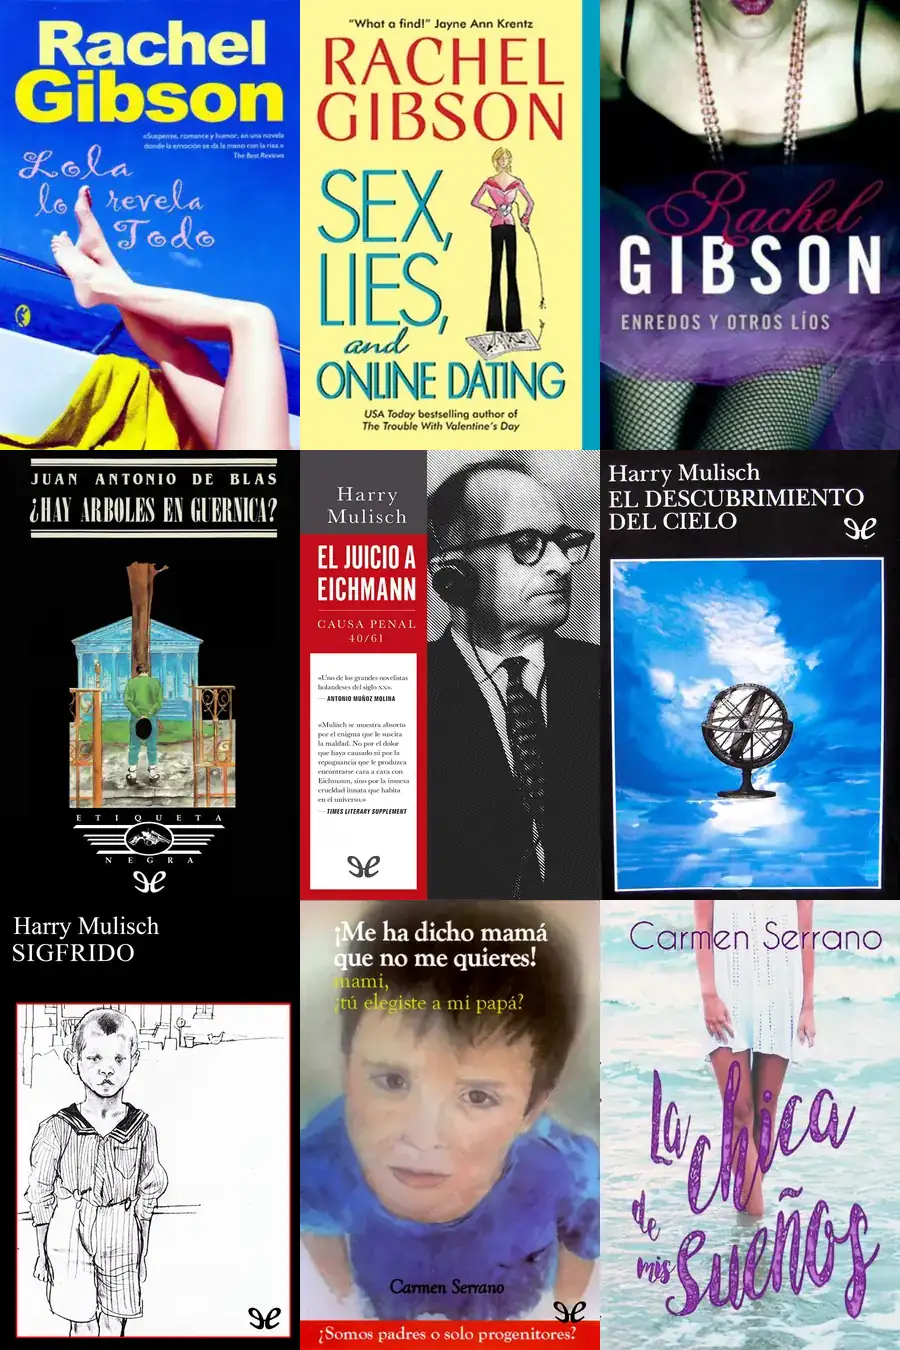 Rachel
Gibson
«Suspense, romance y humor, en una novela
donde la emoción se da la mano con la risa.»
The Best Reviews
Lola
lo revela
Todo
"What a find!" Jayne Ann Krentz
RACHEL
GIBSON
SEX,
LIES,
and
ONLINE DATING
USA Today bestselling author of
The Trouble With Valentine's Day
Rachel
GIBSON
ENREDOS Y OTROS LÍOS
JUAN ANTONIO DE BLAS
¿HAY ARBOLES EN GUERNICA?
ETIQUETA
NEGRA
Harry
Mulisch
EL JUICIO A
EICHMANN
CAUSA PENAL
40/61
«Uno de los grandes novelistas
holandeses del siglo XX».
— ANTONIO MUÑOZ MOLINA
«Mulisch se muestra absorto
por el enigma que le suscita
la maldad. No por el dolor
que haya causado ni por la
repugnancia que le produzca
encontrarse cara a cara con
Eichmann, sino por la inmensa
crueldad innata que habita
en el universo.»
— TIMES LITERARY SUPPLEMENT
Harry Mulisch
EL DESCUBRIMIENTO
DEL CIELO
Harry Mulisch
SIGFRIDO
¡Me ha dicho mamá
que no me quieres!
mami,
¿tú elegiste a mi papá?
Carmen Serrano
¿Somos padres o solo progenitores?
Carmen Serrano
La chica
de
mis sueños